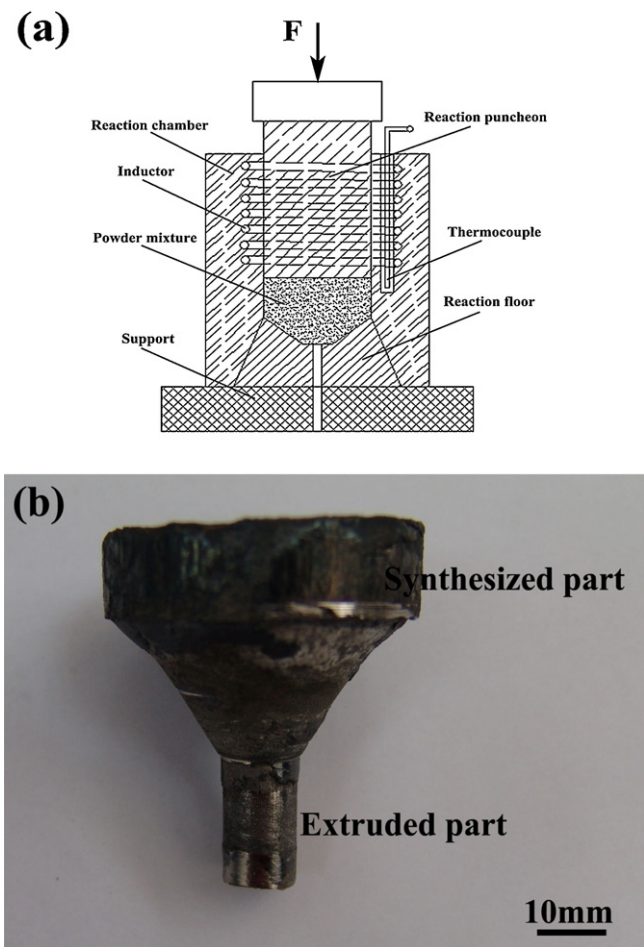 (a)
F
Reaction chamber
Reaction puncheon
Inductor
Powder mixture
Thermocouple
Reaction floor
Support
(b)
Synthesized part
Extruded part
10mm